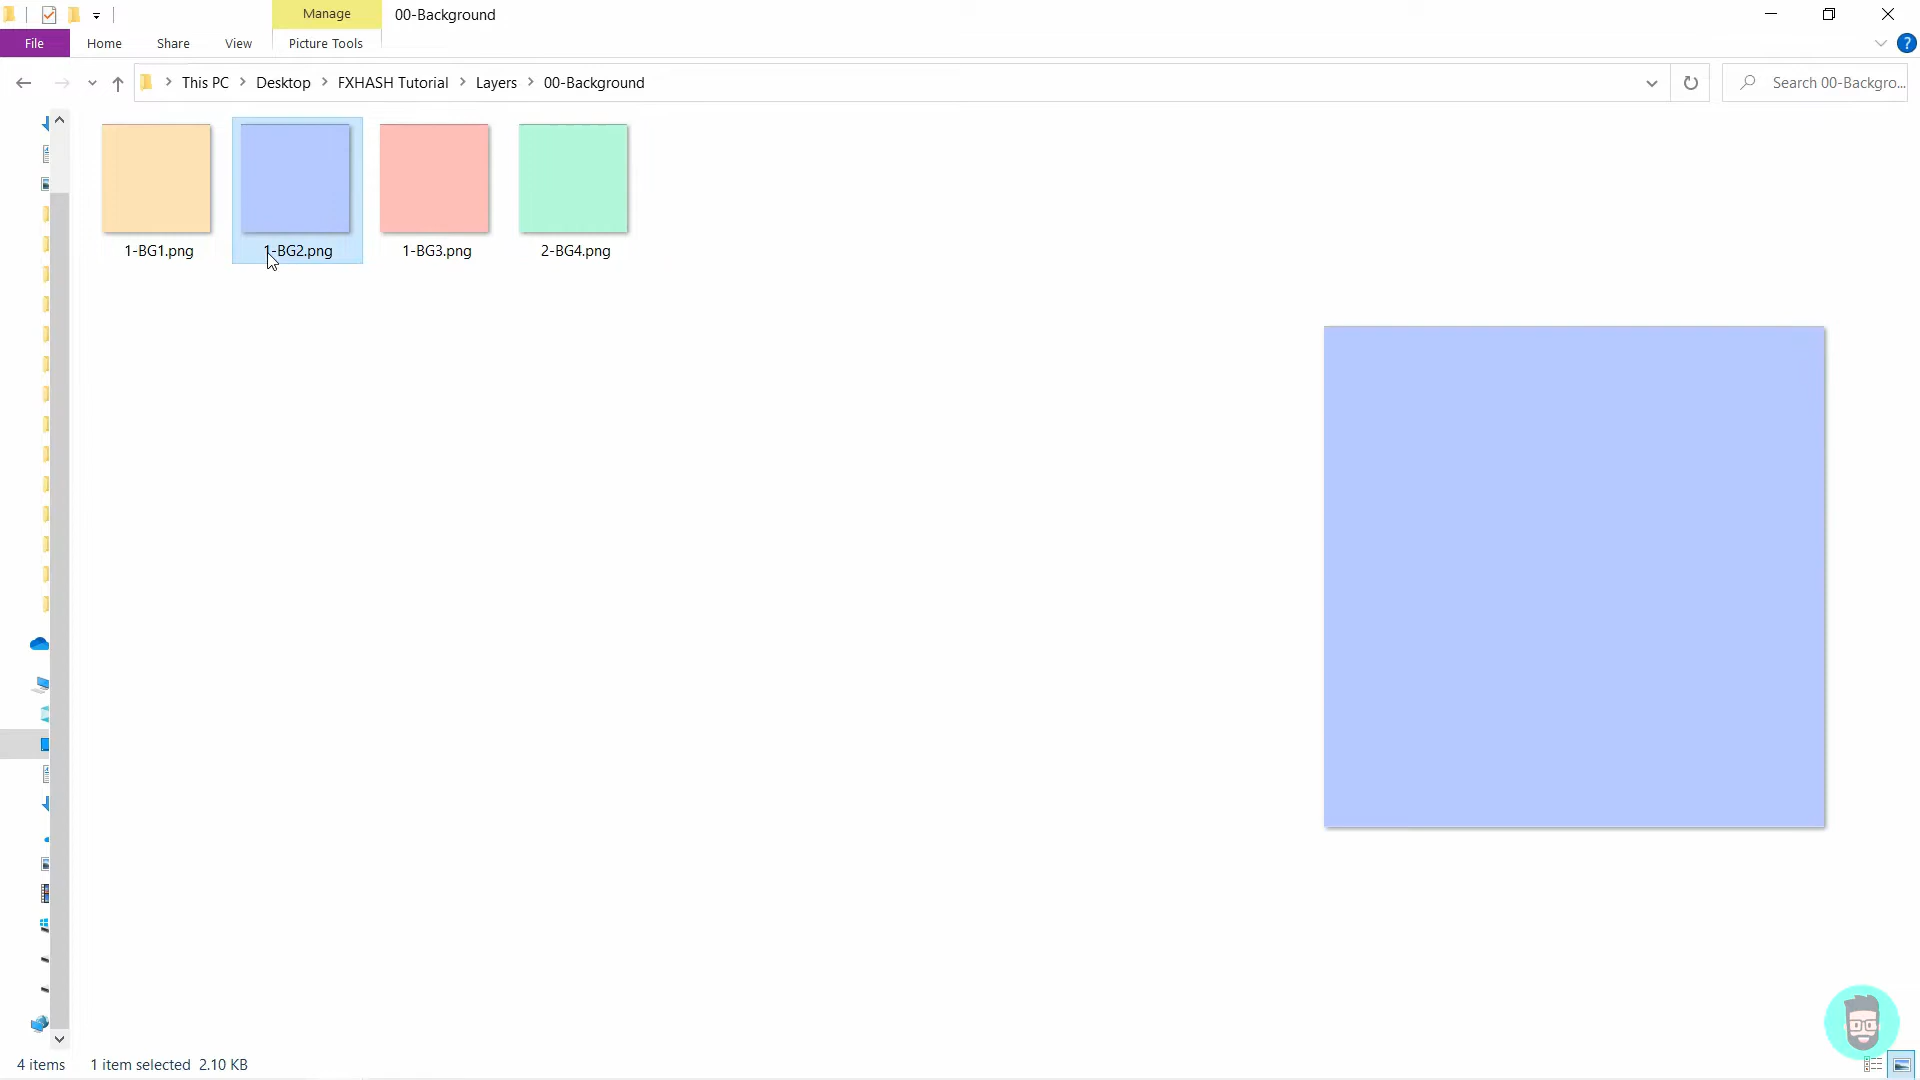 Manage
00-Background
File
Home
Share
View
Picture Tools
?
This PC
Desktop
FXHASH Tutorial
Layers
00-Background
Search 00-Backgro...
1-BG1.png
1-BG2.png
1-BG3.png
2-BG4.png
4 items
1 item selected
2.10 KB